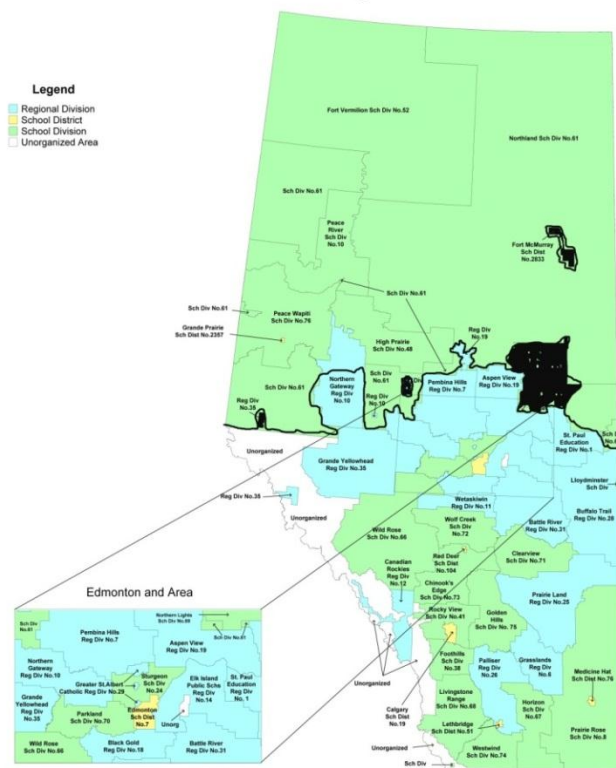 Legend
Regional Division
School District
School Division
Unorganized Area
Fort Vermilion Sch Div No.52
Northland Sch Div No.61
Sch Div No.61
Peace
River
Sch Div
No.10
Fort McMurray
Sch Dist
No.2833
Sch Div No.61
Sch Div No.61
Peace Wapiti
Sch Div No.76
Grande Prairie
Sch Dist No.2357
Reg Div
No.19
High Prairie
Sch Div No.48
Sch Div No.61
Northern
Gateway
Reg Div
No.10
Sch Div
No.61
Reg Div
No.10
Pembina Hills
Reg Div No.7
Aspen View
Reg Div No.19
Reg Div
No.35
Unorganized
Grande Yellowhead
Reg Div No.35
St. Paul
Education
Reg Div No.1
Lloydminster
Sch Div
Reg Div No.35
Unorganized
Wetaskiwin
Reg Div No.11
Buffalo Trail
Reg Div No.28
Wild Rose
Sch Div No.66
Wolf Creek
Sch Div
No.72
Battle River
Reg Div No.31
Red Deer
Sch Dist
No.104
Clearview
Sch Div No.71
Canadian
Rockies
Reg Div
No.12
Chinook's
Edge
Sch Div No.73
Prairie Land
Reg Div No.25
Rocky View
Sch Div No.41
Golden
Hills
Sch Div No. 75
Foothills
Sch Div
No.38
Palliser
Reg Div
No.26
Grasslands
Reg Div
No.6
Unorganized
Calgary
Sch Dist
No.19
Livingstone
Range
Sch Div No.68
Horizon
Sch Div
No.67
Medicine Hat
Sch Dist No.76
Lethbridge
Sch Dist No.51
Prairie Rose
Sch Div No.8
Unorganized
Westwind
Sch Div No.74
Sch Div
Edmonton and Area
Sch Div
No.61
Northern Lights
Sch Div No.69
Sch Div No.61
Pembina Hills
Reg Div No.7
Aspen View
Reg Div No.19
Northern
Gateway
Reg Div No.10
Greater St.Albert
Catholic Reg Div No.29
Sturgeon
Sch Div
No.24
Elk Island
Public Schs
Reg Div
No.14
St. Paul
Education
Reg Div
No. 1
Grande
Yellowhead
Reg Div
No.35
Parkland
Sch Div No.70
Edmonton
Sch Dist
No.7
Unorg
Wild Rose
Sch Div No.66
Black Gold
Reg Div No.18
Battle River
Reg Div No.31